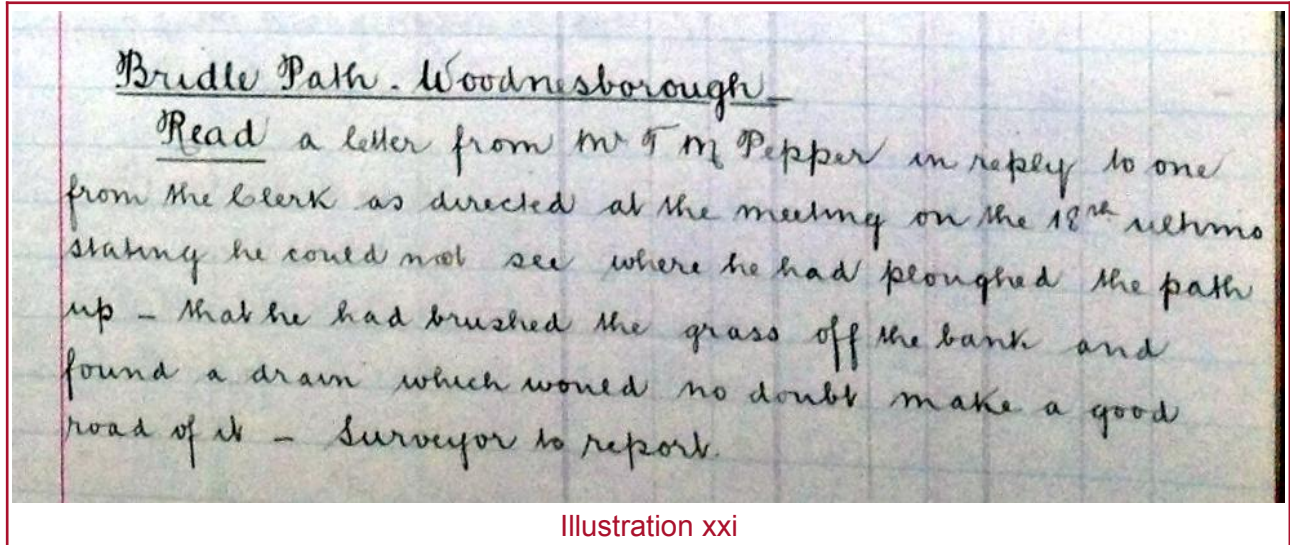 Bridle Path. Woodnesborough
Read a letter from Mr T M Pepper in reply to one
from the Clerk as directed at the meeting on the 18th ultimo
stating he could not see where he had ploughed the path
up - that he had brushed the grass off the bank and
found a drain which would no doubt make a good
road of it - Surveyor to report.
Illustration xxi